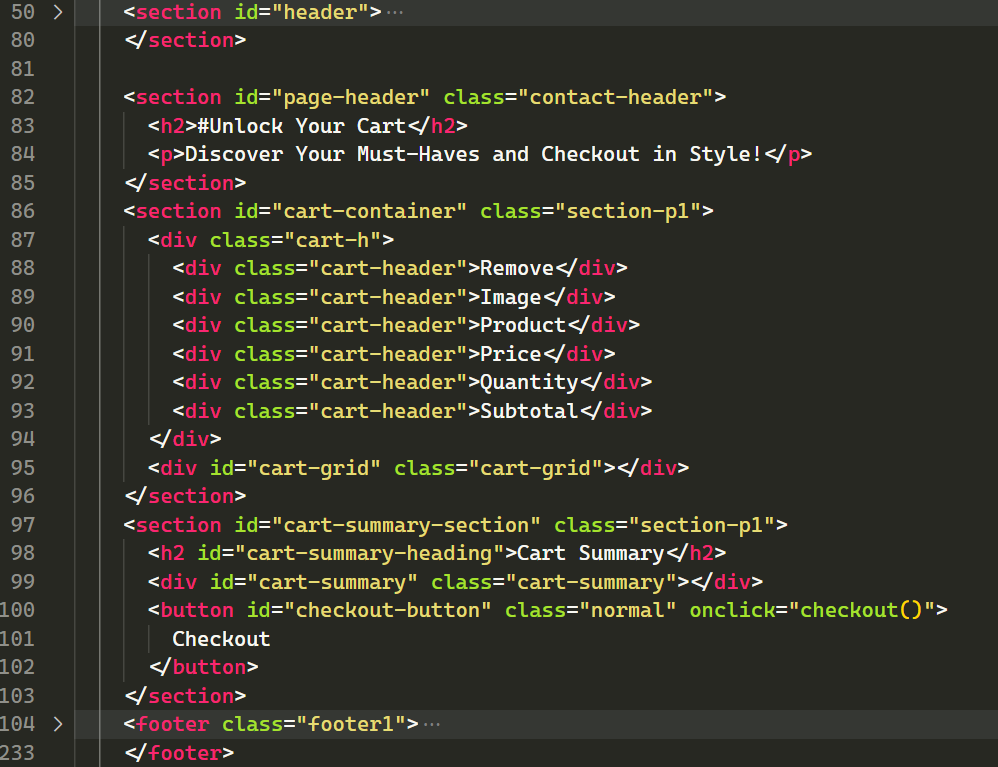 50 > <section id="header">···
80 </section>
81
82 <section id="page-header" class="contact-header">
83 <h2>#Unlock Your Cart</h2>
84 <p>Discover Your Must-Haves and Checkout in Style!</p>
85 </section>
86 <section id="cart-container" class="section-p1">
87 <div class="cart-h">
88 <div class="cart-header">Remove</div>
89 <div class="cart-header">Image</div>
90 <div class="cart-header">Product</div>
91 <div class="cart-header">Price</div>
92 <div class="cart-header">Quantity</div>
93 <div class="cart-header">Subtotal</div>
94 </div>
95 <div id="cart-grid" class="cart-grid"></div>
96 </section>
97 <section id="cart-summary-section" class="section-p1">
98 <h2 id="cart-summary-heading">Cart Summary</h2>
99 <div id="cart-summary" class="cart-summary"></div>
100 <button id="checkout-button" class="normal" onclick="checkout()">
101 Checkout
102 </button>
103 </section>
104 > <footer class="footer1">···
233 </footer>